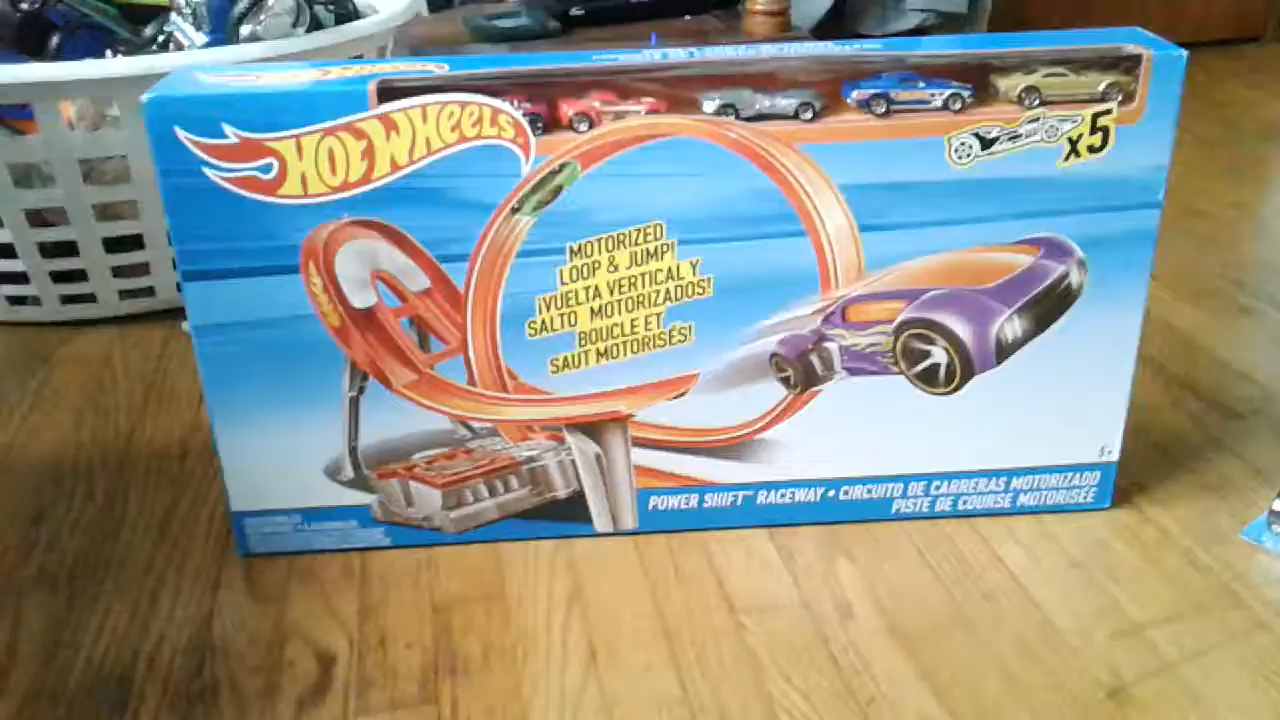 HOT WHEELS
x5
MOTORIZED
LOOP & JUMP!
¡VUELTA VERTICAL Y
SALTO MOTORIZADOS!
BOUCLE ET
SAUT MOTORISÉS!
5+
POWER SHIFT™ RACEWAY • CIRCUITO DE CARRERAS MOTORIZADO
PISTE DE COURSE MOTORISÉE